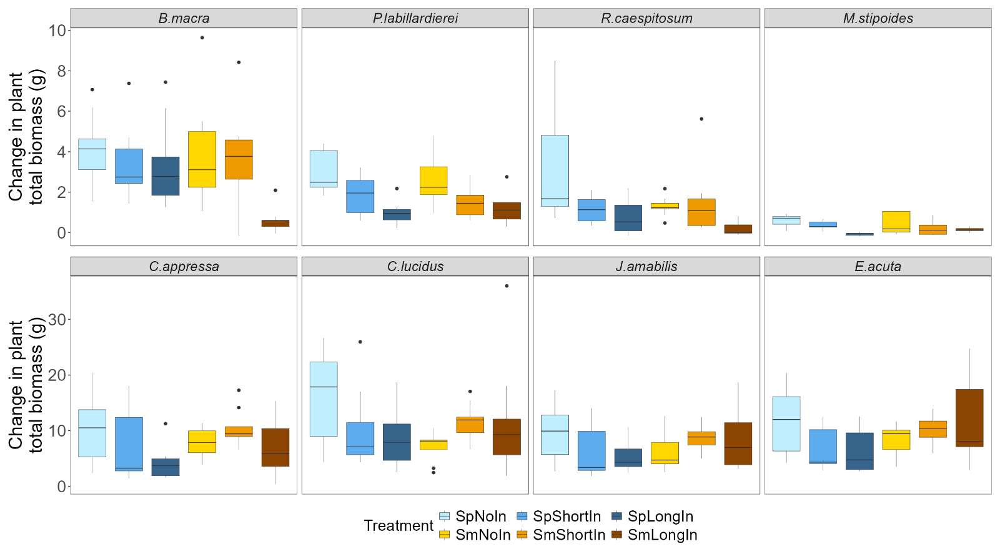 B.macra
P.labillardierei
R.caespitosum
M.stipoides
Change in plant
total biomass (g)
10
8
6
4
2
0
C.appressa
C.lucidus
J.amabilis
E.acuta
Change in plant
total biomass (g)
30
20
10
0
Treatment
SpNoIn
SpShortIn
SpLongIn
SmNoIn
SmShortIn
SmLongIn